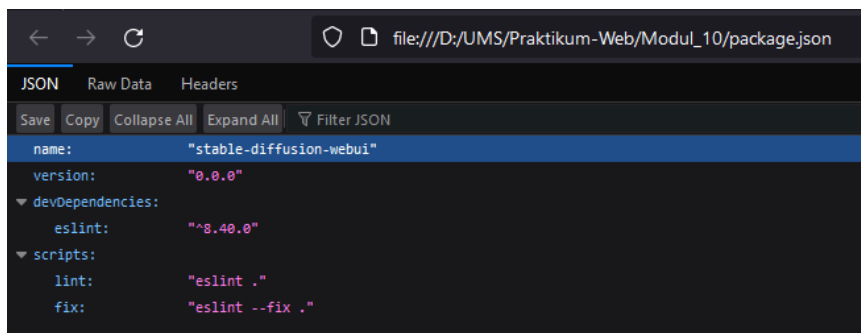 file:///D:/UMS/Praktikum-Web/Modul_10/package.json
JSON Raw Data Headers
Save Copy Collapse All Expand All Filter JSON
name: "stable-diffusion-webui"
version: "0.0.0"
devDependencies:
eslint: "^8.40.0"
scripts:
lint: "eslint ."
fix: "eslint --fix ."